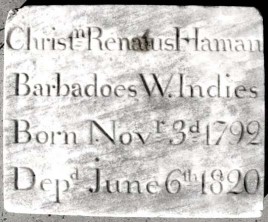 Christn Renatus Haman
Barbadoes W. Indies
Born Novr 3d 1792
Depd June 6th 1820